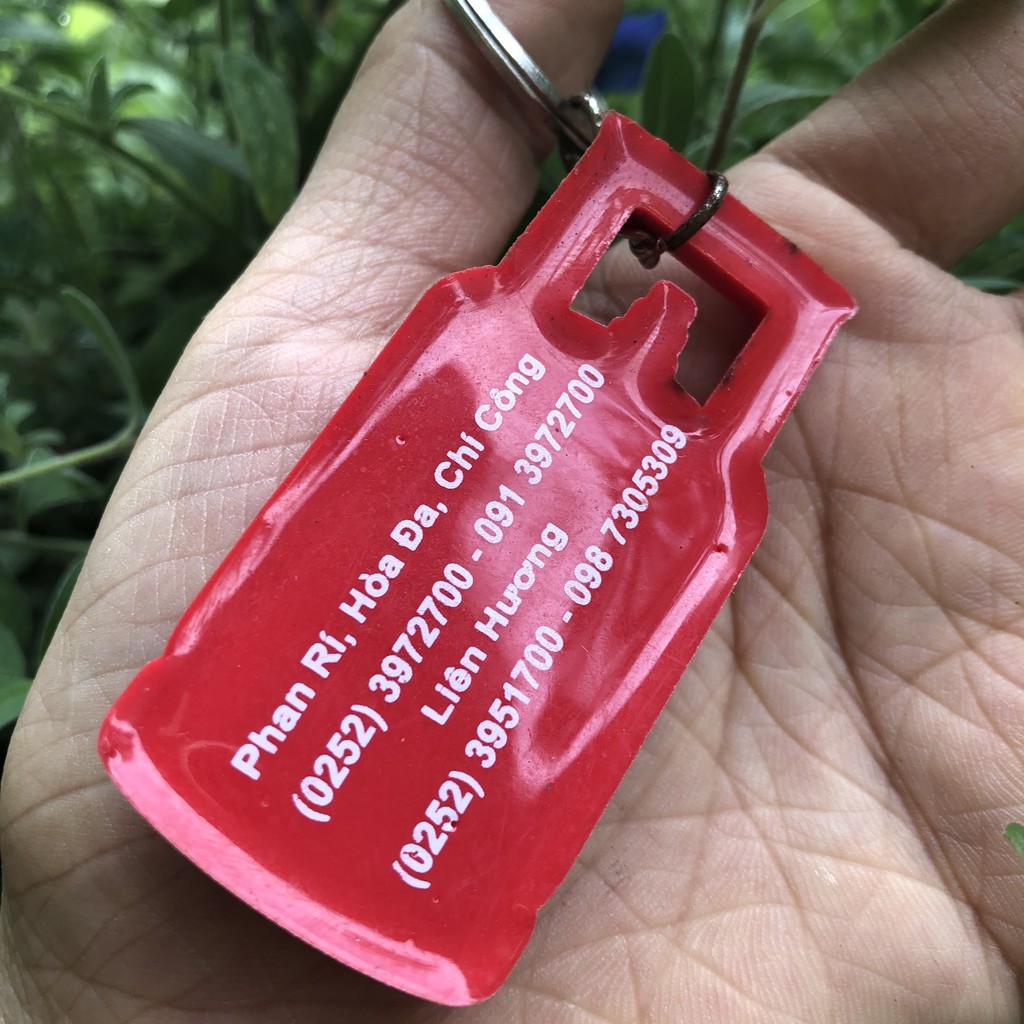 Phan Rí, Hòa Đa, Chí Công
(0252) 3972700 - 091 3972700
Liên Hương
(0252) 3951700 - 098 7305309